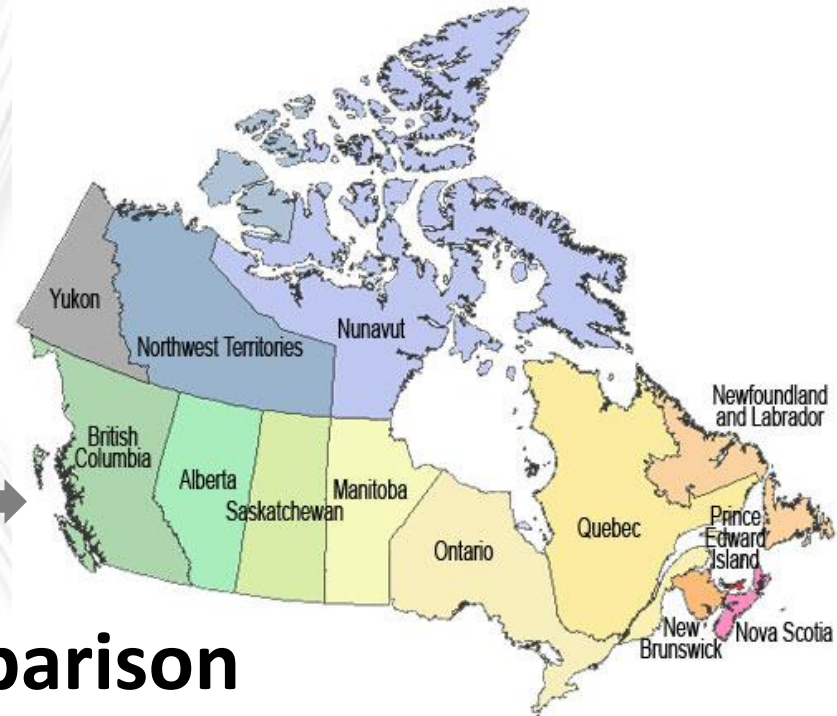 Yukon
Northwest Territories
Nunavut
British
Columbia
Alberta
Saskatchewan
Manitoba
Ontario
Quebec
Newfoundland
and Labrador
Prince
Edward
Island
New
Brunswick
Nova Scotia
parison